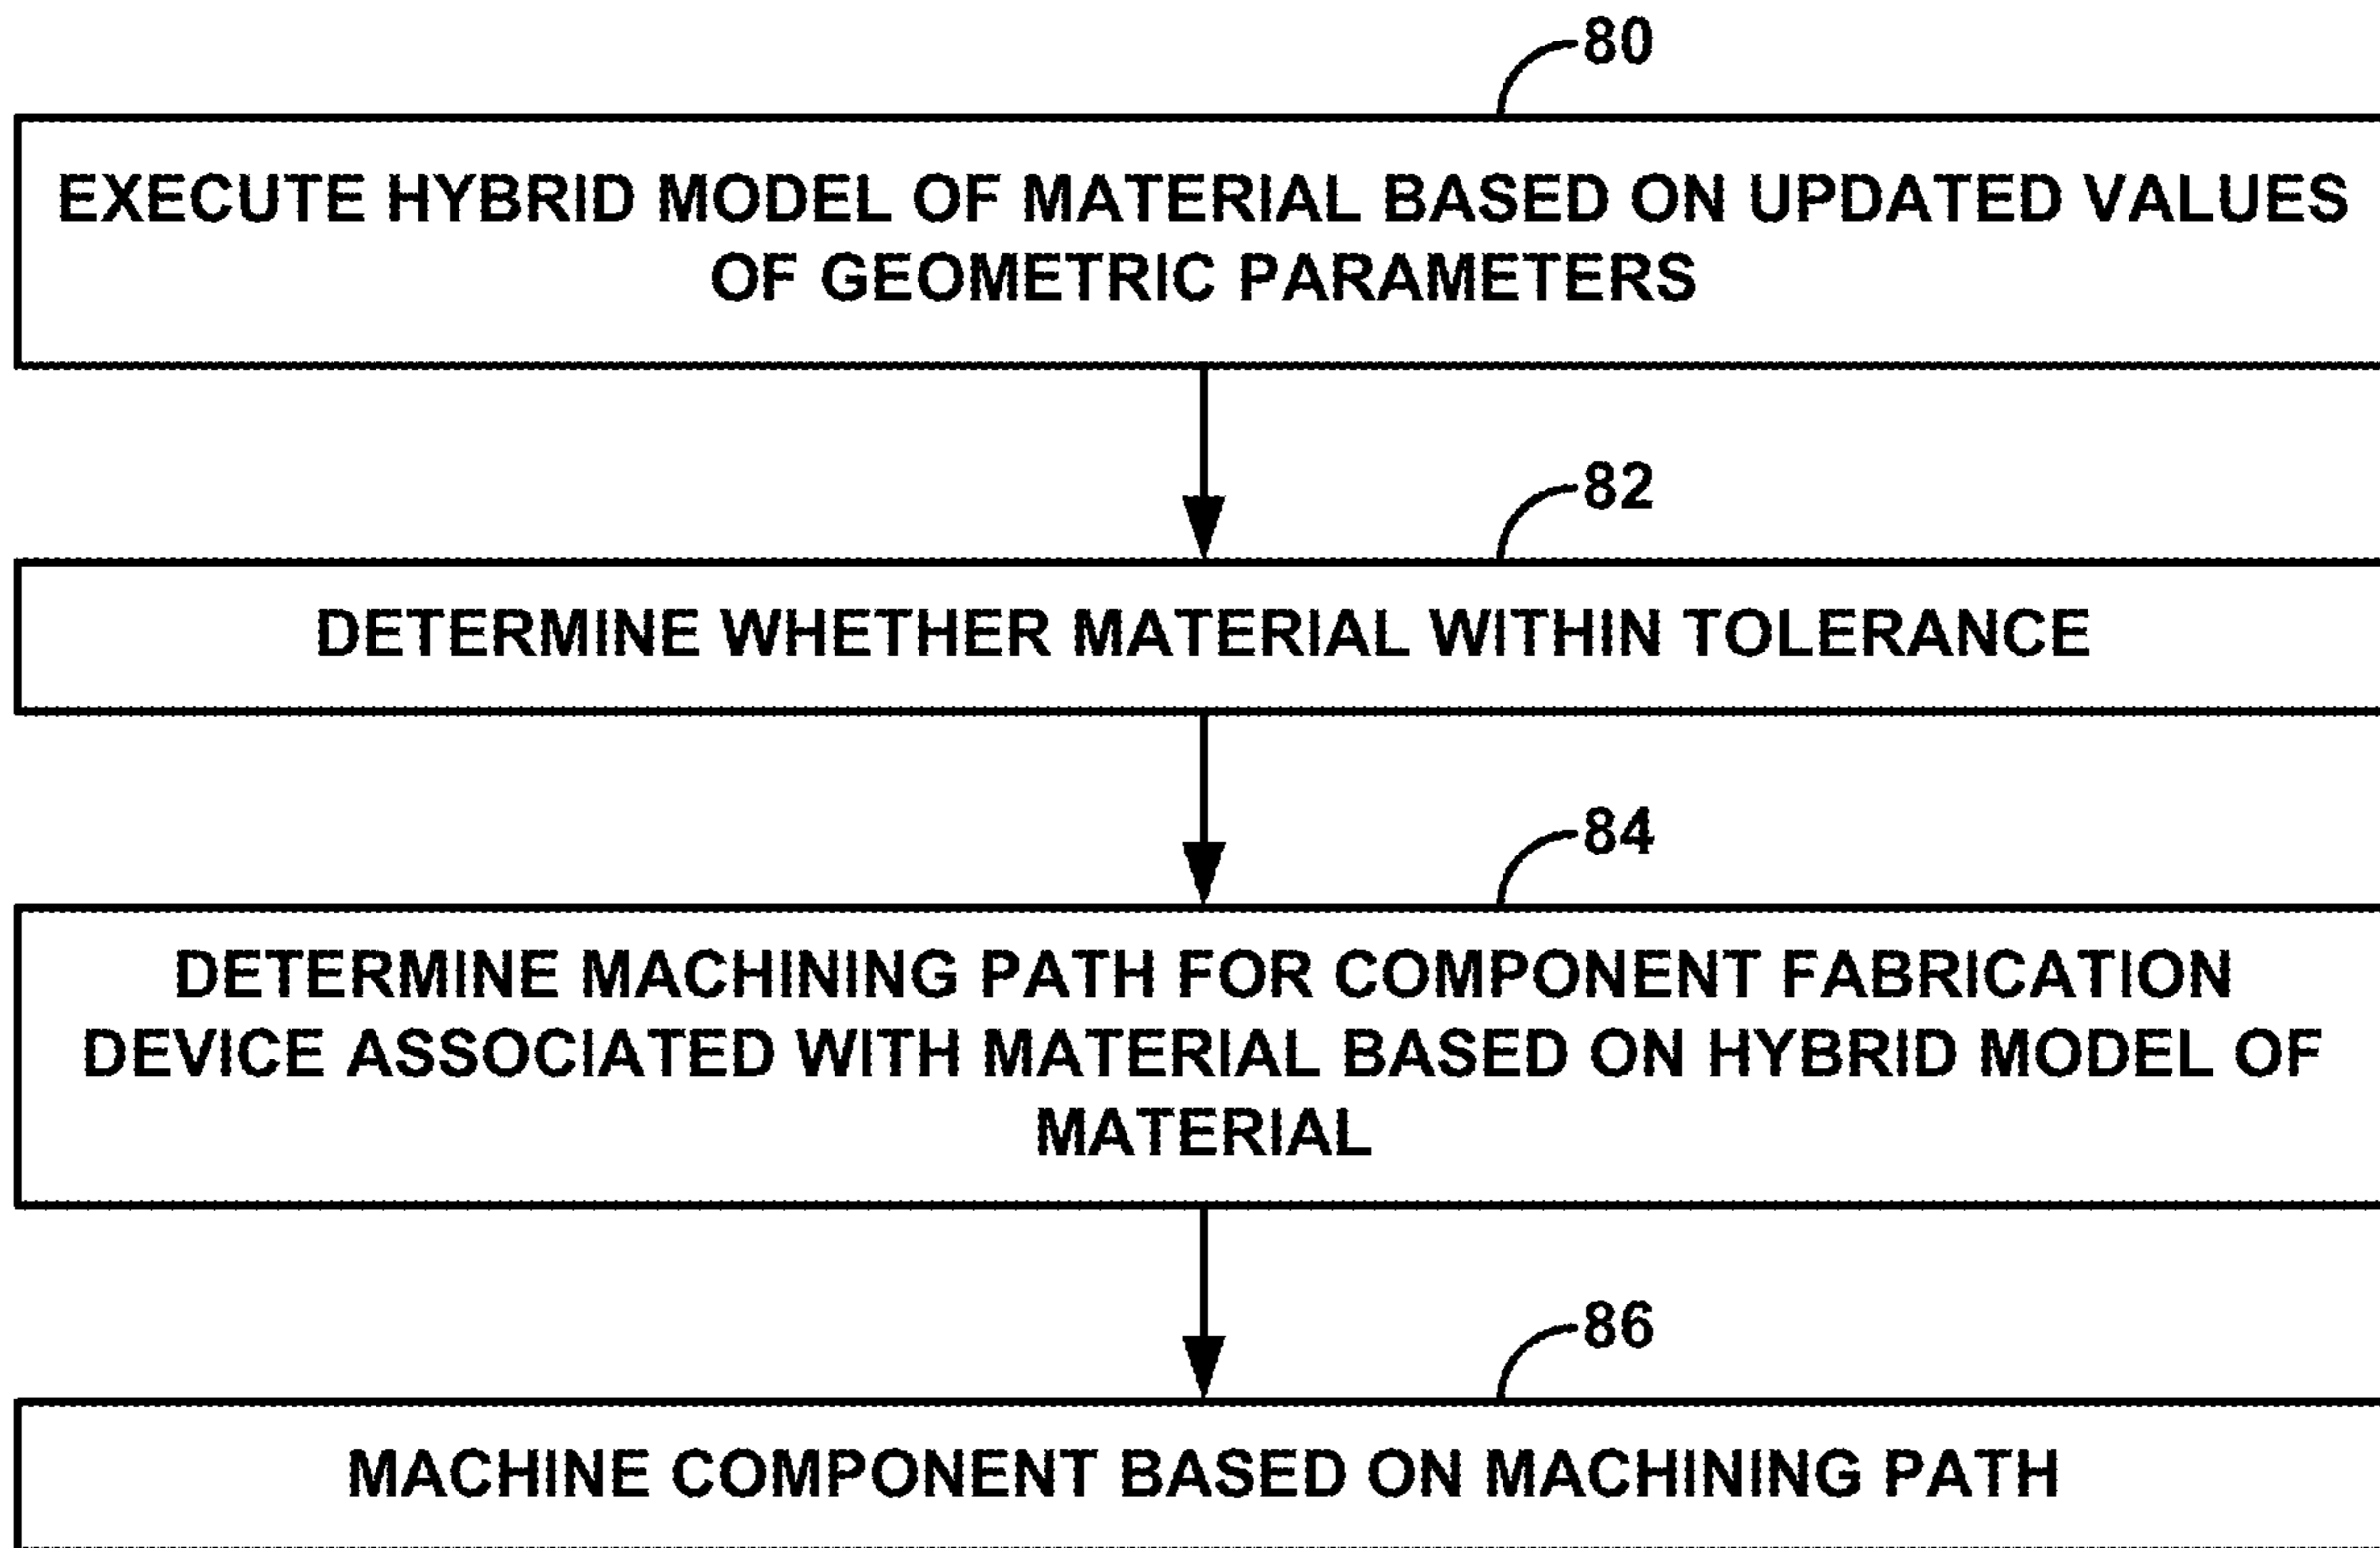 80
EXECUTE HYBRID MODEL OF MATERIAL BASED ON UPDATED VALUES
OF GEOMETRIC PARAMETERS
82
DETERMINE WHETHER MATERIAL WITHIN TOLERANCE
84
DETERMINE MACHINING PATH FOR COMPONENT FABRICATION
DEVICE ASSOCIATED WITH MATERIAL BASED ON HYBRID MODEL OF
MATERIAL
86
MACHINE COMPONENT BASED ON MACHINING PATH